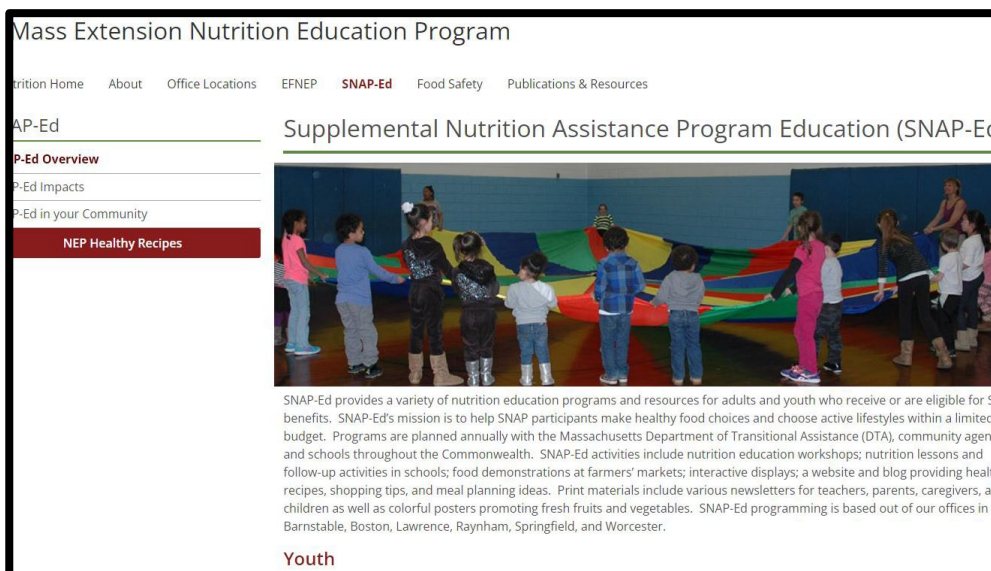 Mass Extension Nutrition Education Program
trition Home About Office Locations EFNEP SNAP-Ed Food Safety Publications & Resources
AP-Ed
P-Ed Overview
P-Ed Impacts
P-Ed in your Community
NEP Healthy Recipes
Supplemental Nutrition Assistance Program Education (SNAP-Ed
SNAP-Ed provides a variety of nutrition education programs and resources for adults and youth who receive or are eligible for S
benefits. SNAP-Ed's mission is to help SNAP participants make healthy food choices and choose active lifestyles within a limited
budget. Programs are planned annually with the Massachusetts Department of Transitional Assistance (DTA), community agen
and schools throughout the Commonwealth. SNAP-Ed activities include nutrition education workshops; nutrition lessons and
follow-up activities in schools; food demonstrations at farmers' markets; interactive displays; a website and blog providing healt
recipes, shopping tips, and meal planning ideas. Print materials include various newsletters for teachers, parents, caregivers, a
children as well as colorful posters promoting fresh fruits and vegetables. SNAP-Ed programming is based out of our offices in
Barnstable, Boston, Lawrence, Raynham, Springfield, and Worcester.
Youth